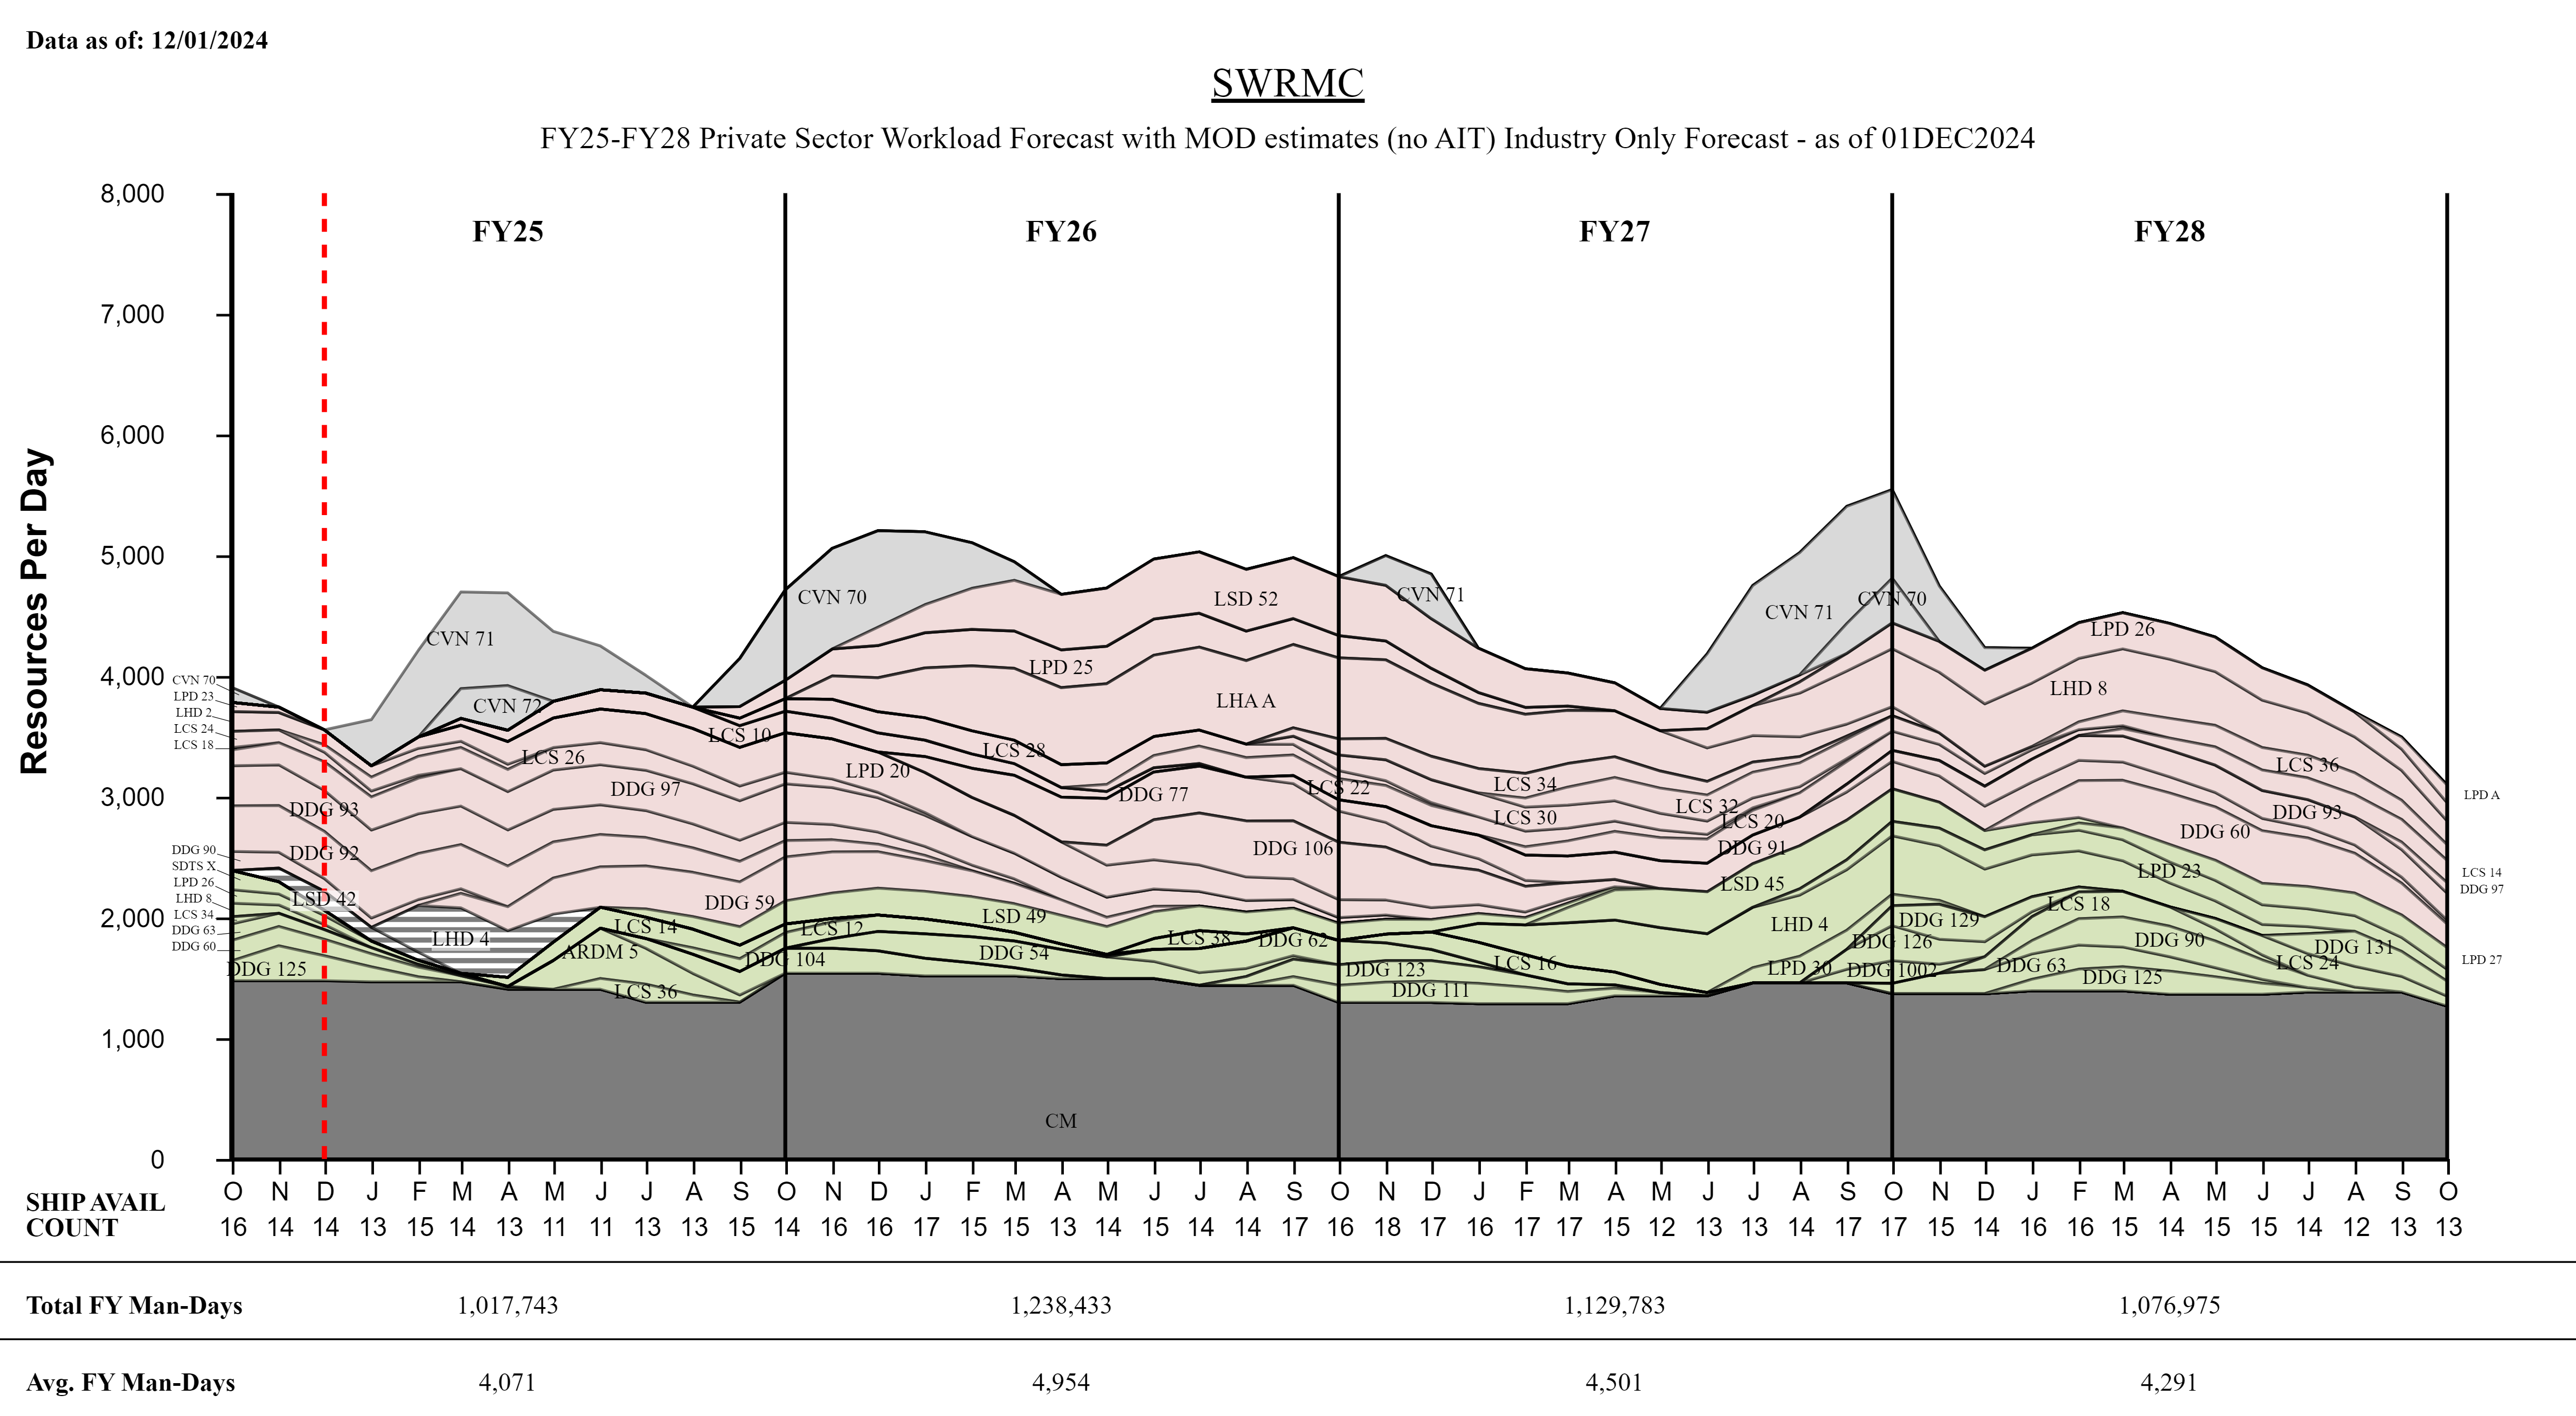 Data as of: 12/01/2024
SWRMC
FY25-FY28 Private Sector Workload Forecast with MOD estimates (no AIT) Industry Only Forecast - as of 01DEC2024
Resources Per Day
8,000
7,000
6,000
5,000
4,000
3,000
2,000
1,000
0
FY25 FY26 FY27 FY28
CVN 70
LPD 23
LHD 2
LCS 24
LCS 18
DDG 90
SDTS X
LPD 26
LHD 8
LCS 34
DDG 63
DDG 60
DDG 125
DDG 93
DDG 92
LSD 42
CVN 71
CVN 72
LHD 4
LCS 26
DDG 97
ARDM 5
LCS 14
LCS 36
LCS 10
DDG 59
DDG 104
CVN 70
LCS 12
LPD 20
LCS 28
LPD 25
LSD 49
DDG 54
CM
DDG 77
LCS 38
LSD 52
LHA A
DDG 106
DDG 62
LCS 22
CVN 71
DDG 123
DDG 111
LCS 34
LCS 30
LCS 16
LCS 32
LCS 20
DDG 91
LSD 45
CVN 71
LHD 4
LPD 30
CVN 70
DDG 129
DDG 126
DDG 1002
LPD 26
LHD 8
LCS 18
DDG 63
DDG 125
LPD 23
DDG 90
DDG 60
LCS 36
DDG 93
DDG 131
LCS 24
LPD A
LCS 14
DDG 97
LPD 27
O N D J F M A M J J A S O N D J F M A M J J A S O N D J F M A M J J A S O N D J F M A M J J A S O
SHIP AVAIL
COUNT
16 14 14 13 15 14 13 11 11 13 13 15 14 16 16 17 15 15 13 14 15 14 14 17 16 18 17 16 17 17 15 12 13 13 14 17 17 15 14 16 16 15 14 15 15 14 12 13 13
Total FY Man-Days 1,017,743 1,238,433 1,129,783 1,076,975
Avg. FY Man-Days 4,071 4,954 4,501 4,291